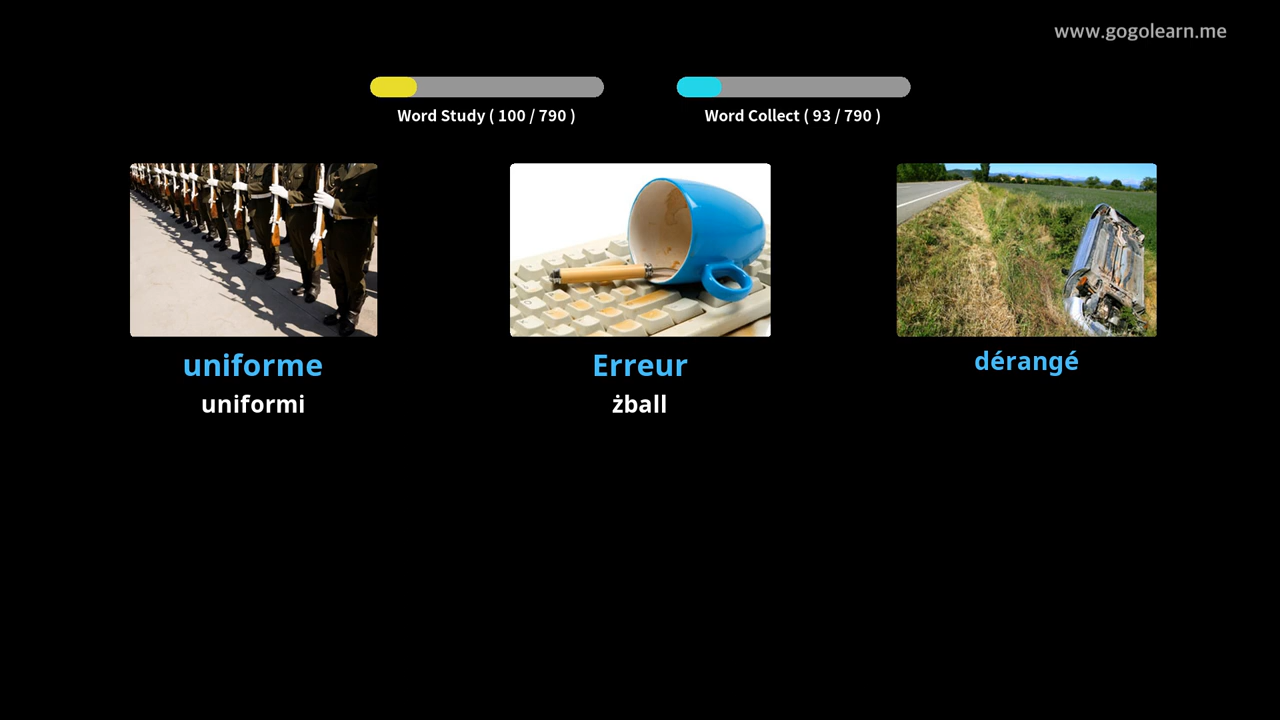 www.gogolearn.me
Word Study ( 100 / 790 )
Word Collect ( 93 / 790 )
uniforme
Erreur
dérangé
uniformi
żball